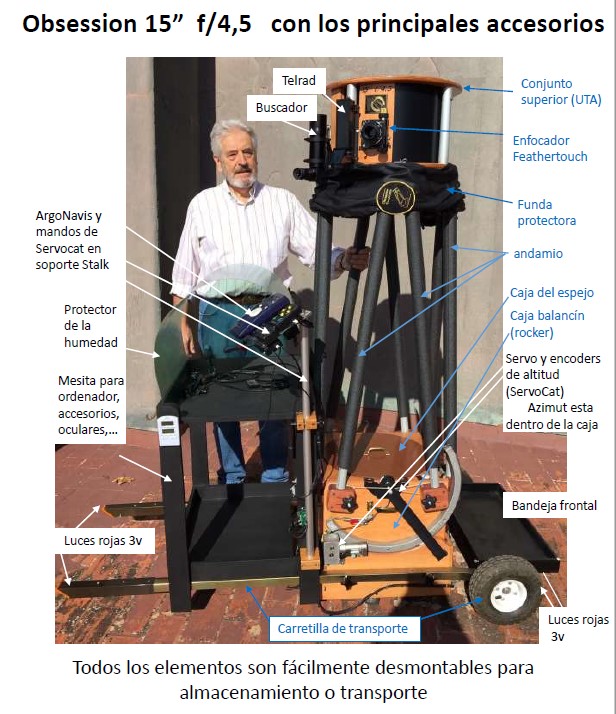 Obsession 15” f/4,5 con los principales accesorios
Telrad
Buscador
Conjunto
superior (UTA)
Enfocador
Feathertouch
Funda
protectora
andamio
Caja del espejo
Caja balancín
(rocker)
Servo y encoders
de altitud
(ServoCat)
Azimut esta
dentro de la caja
Bandeja frontal
Luces rojas
3v
ArgoNavis y
mandos de
Servocat en
soporte Stalk
Protector
de la
humedad
Mesita para
ordenador,
accesorios,
oculares,...
Luces rojas 3v
Carretilla de transporte
Todos los elementos son fácilmente desmontables para
almacenamiento o transporte